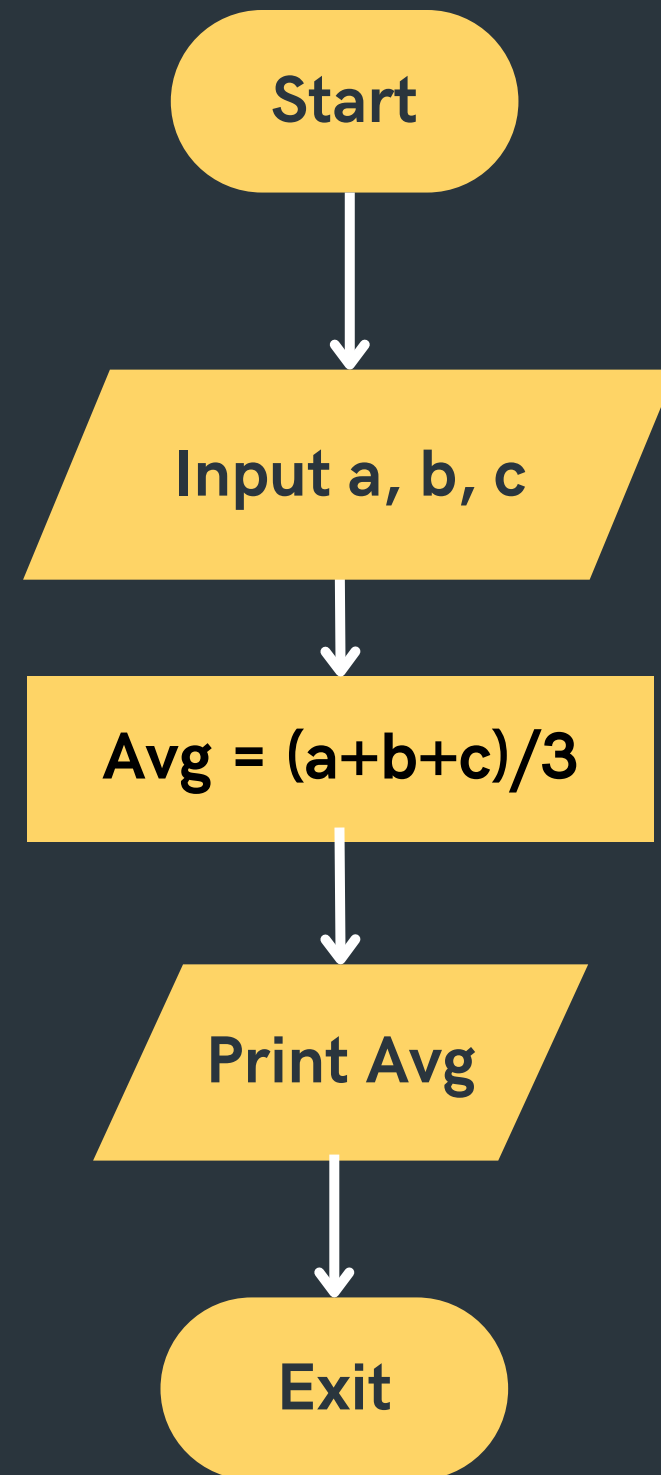 Start
Input a, b, c
Avg = (a+b+c)/3
Print Avg
Exit